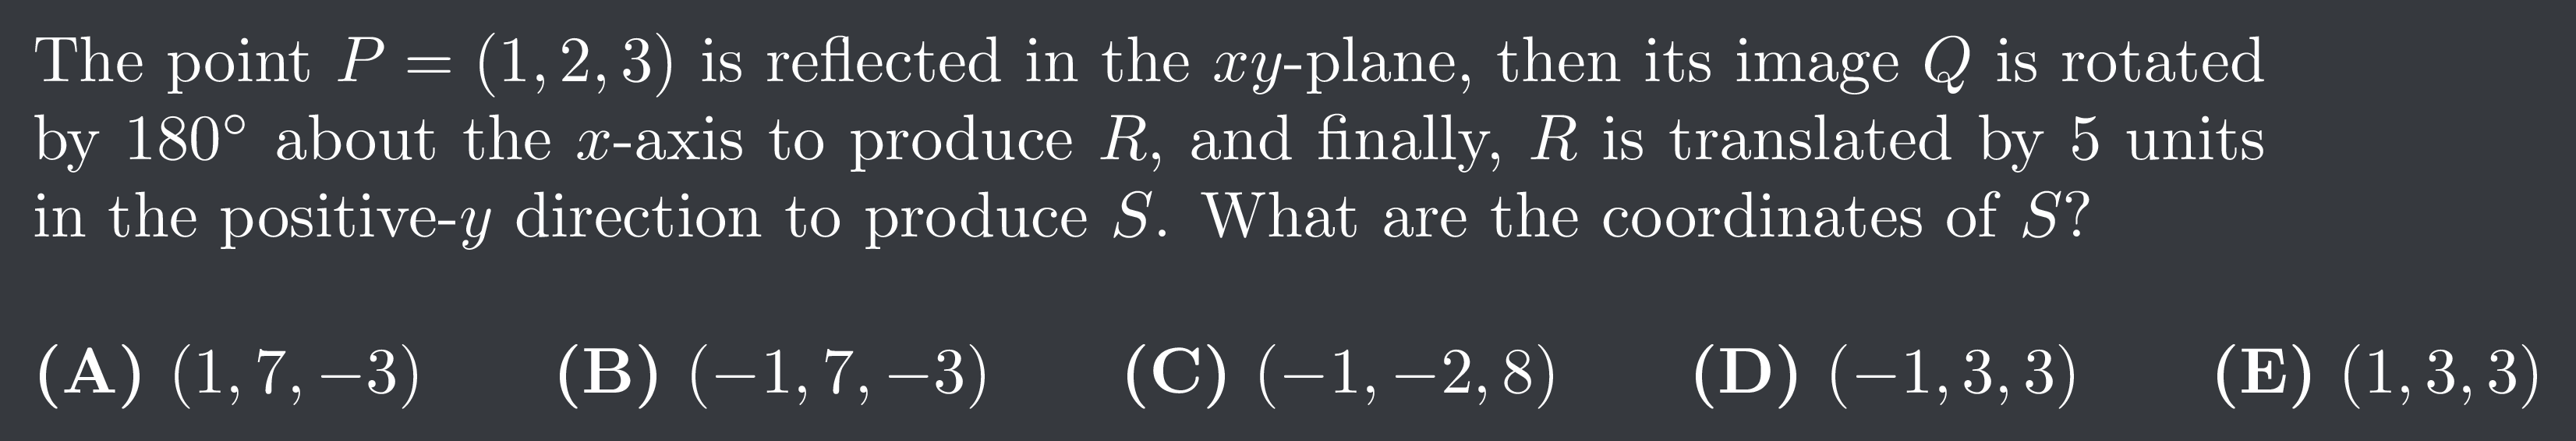 The point P = (1, 2, 3) is reflected in the xy-plane, then its image Q is rotated
by 180° about the x-axis to produce R, and finally, R is translated by 5 units
in the positive-y direction to produce S. What are the coordinates of S?
(A) (1, 7, −3) (B) (−1, 7, −3) (C) (−1, −2, 8) (D) (−1, 3, 3) (E) (1, 3, 3)